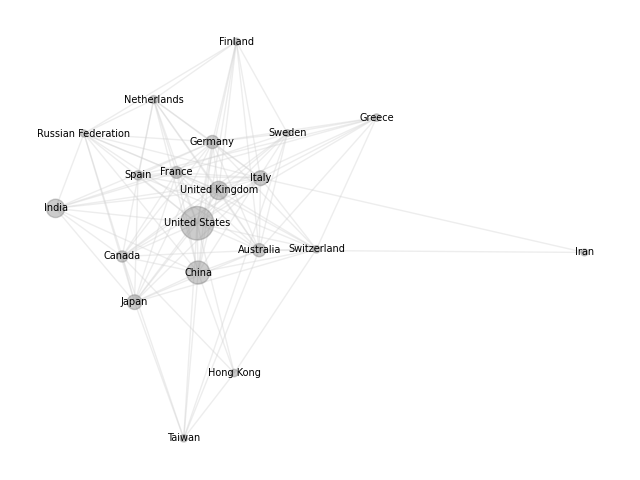 Finland
Netherlands
Greece
Russian Federation
Sweden
Germany
Spain
France
Italy
United Kingdom
India
United States
Australia
Switzerland
Iran
Canada
China
Japan
Hong Kong
Taiwan